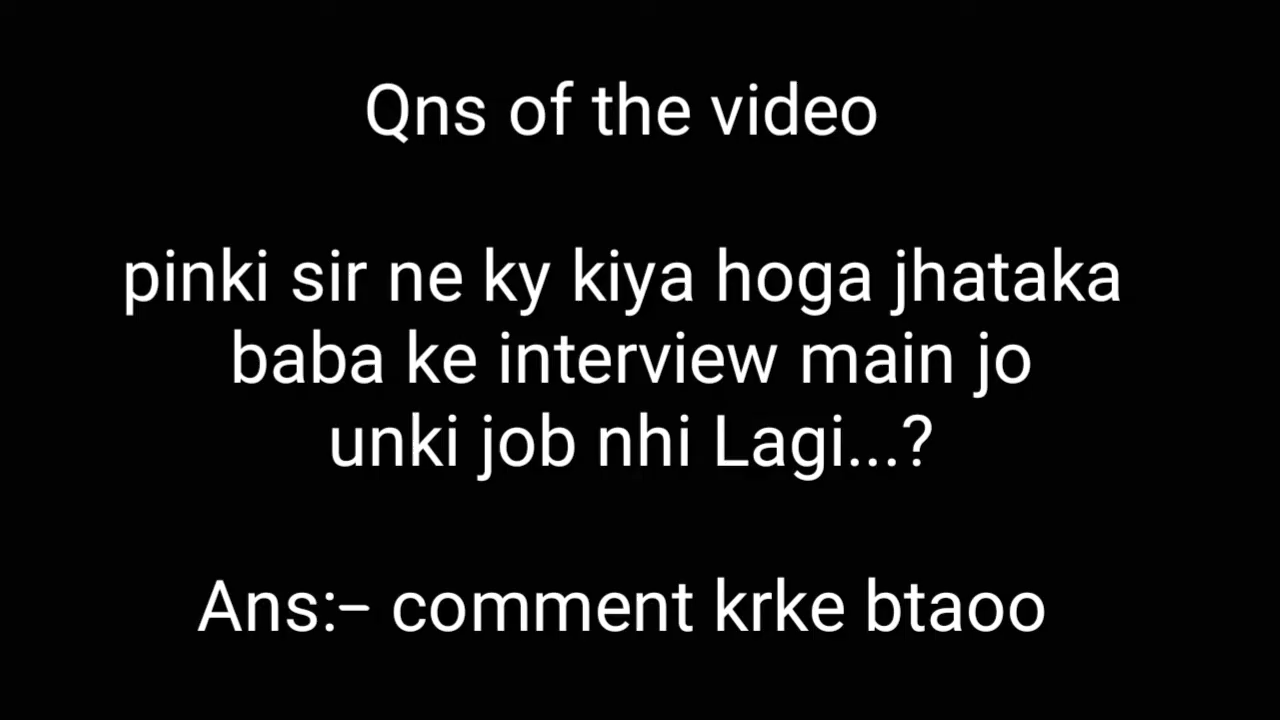 Qns of the video
pinki sir ne ky kiya hoga jhataka
baba ke interview main jo
unki job nhi Lagi...?
Ans:– comment krke btaoo